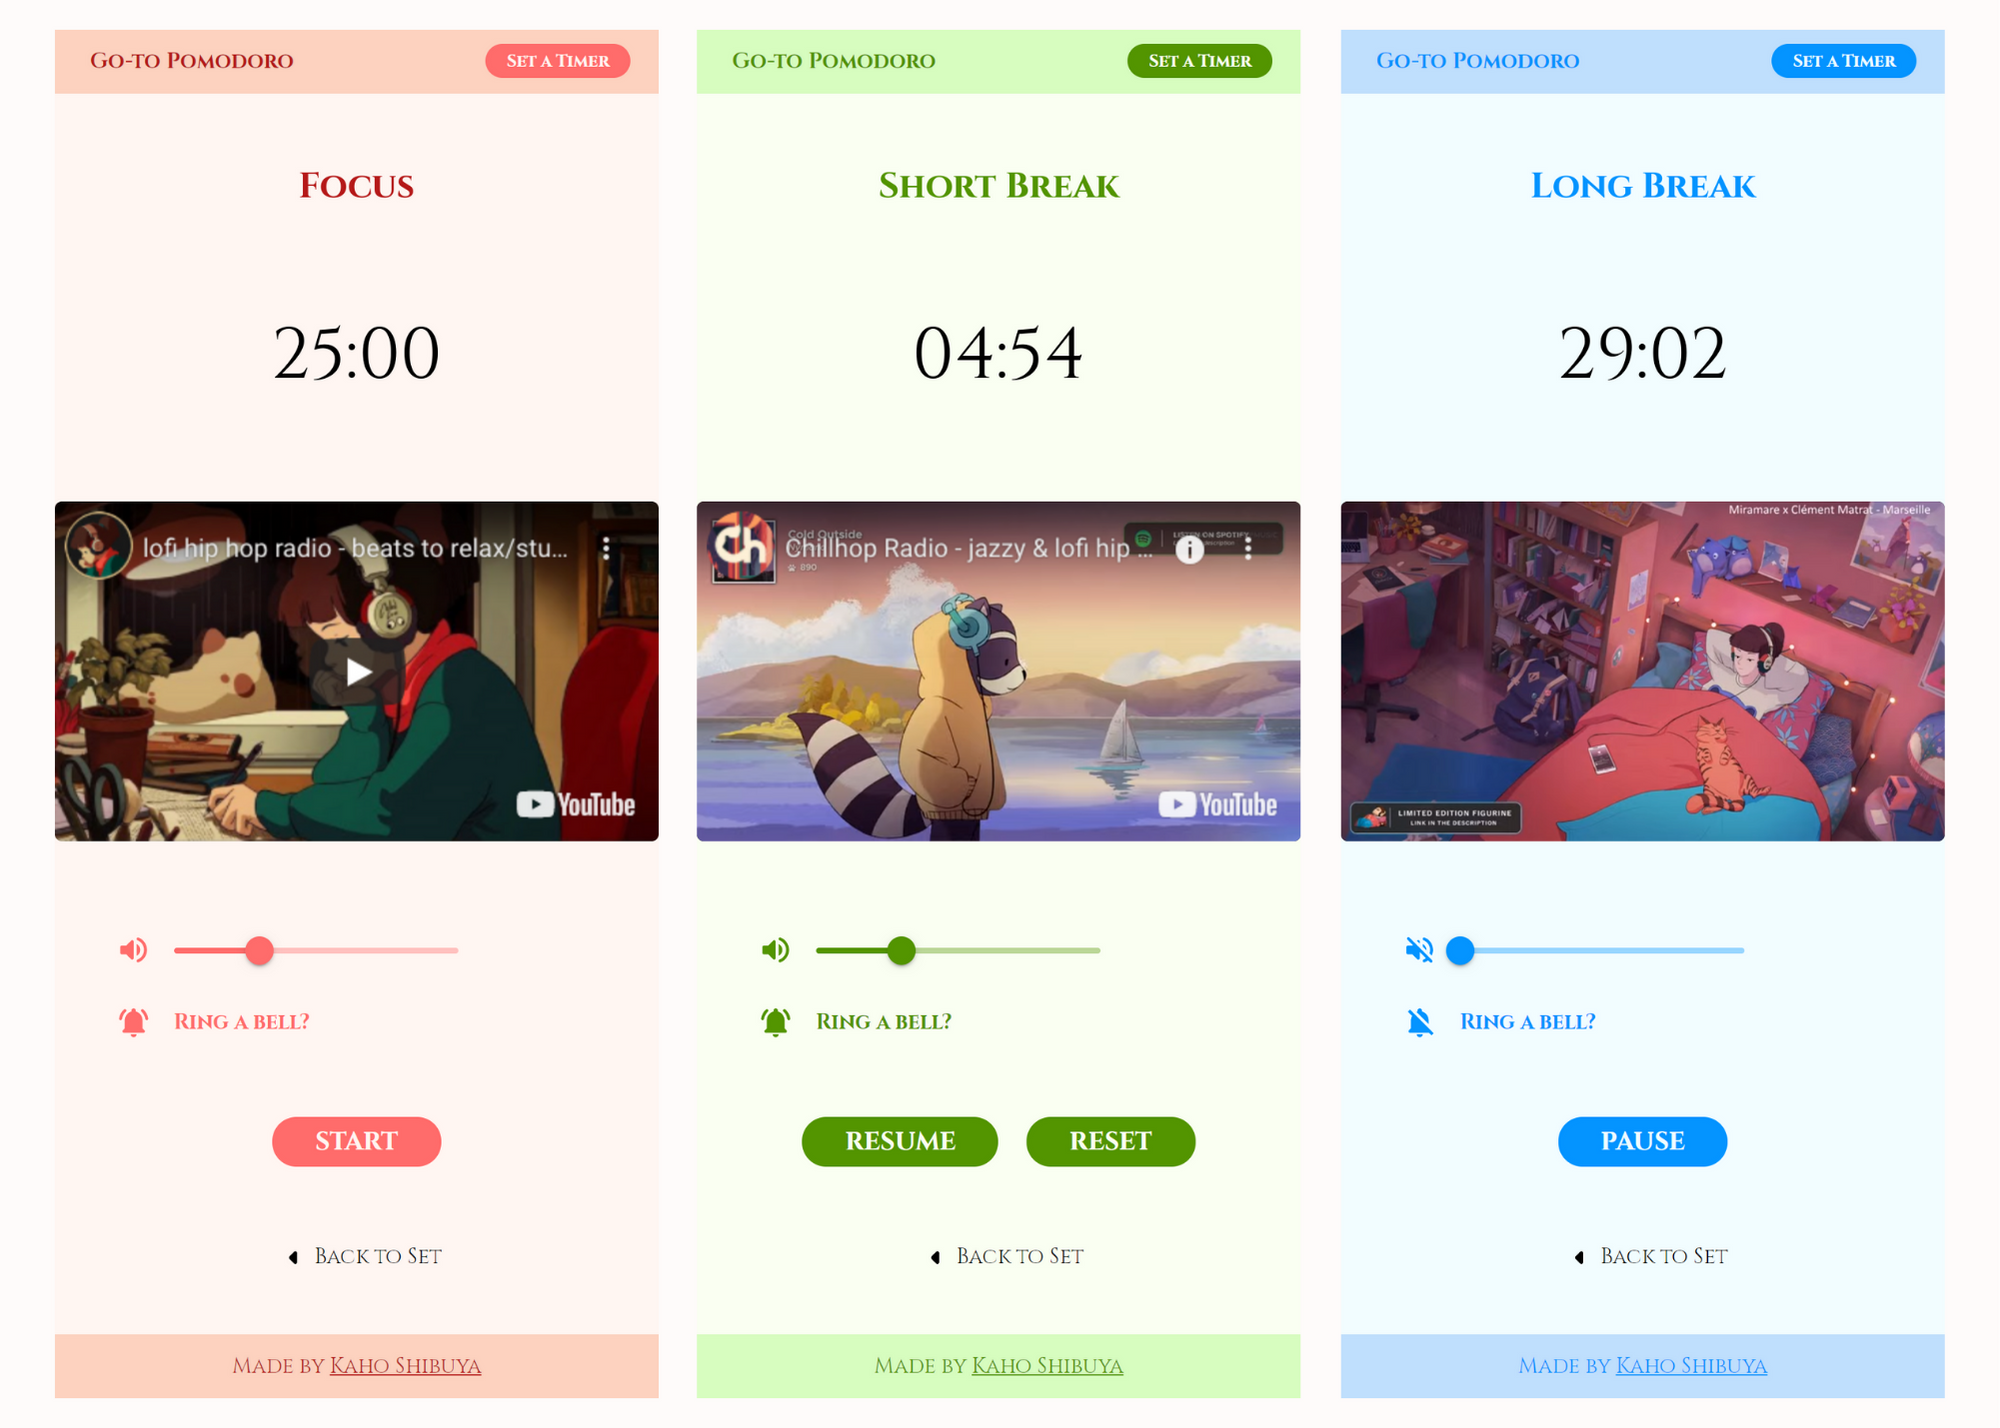 Go-to Pomodoro
Set a Timer
Focus
25:00
lofi hip hop radio - beats to relax/stu...
YouTube
Ring a bell?
START
Back to Set
Made by Kaho Shibuya
Go-to Pomodoro
Set a Timer
Short Break
04:54
Cold Outside
Chillhop Radio - jazzy & lofi hip ...
890
YouTube
Ring a bell?
RESUME
RESET
Back to Set
Made by Kaho Shibuya
Go-to Pomodoro
Set a Timer
Long Break
29:02
Miramare x Clément Matrat - Marseille
LIMITED EDITION FIGURINE
LINK IN THE DESCRIPTION
Ring a bell?
PAUSE
Back to Set
Made by Kaho Shibuya